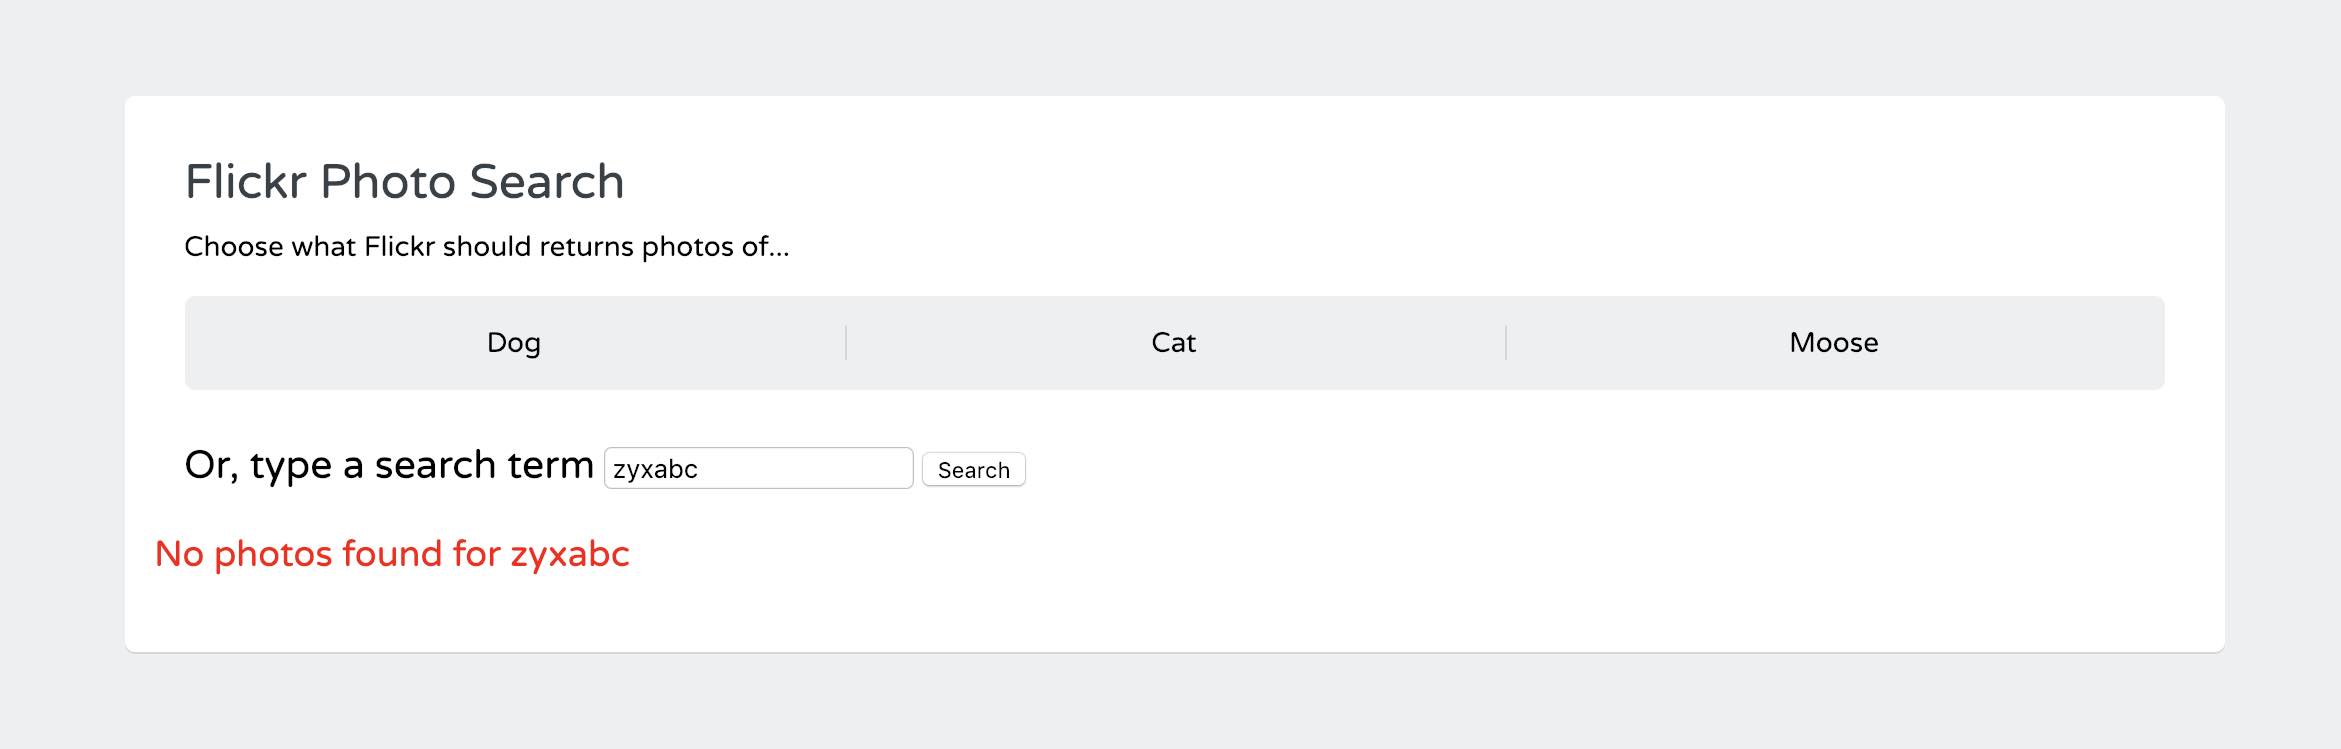 Flickr Photo Search
Choose what Flickr should returns photos of...
Dog Cat Moose
Or, type a search term zyxabc Search
No photos found for zyxabc